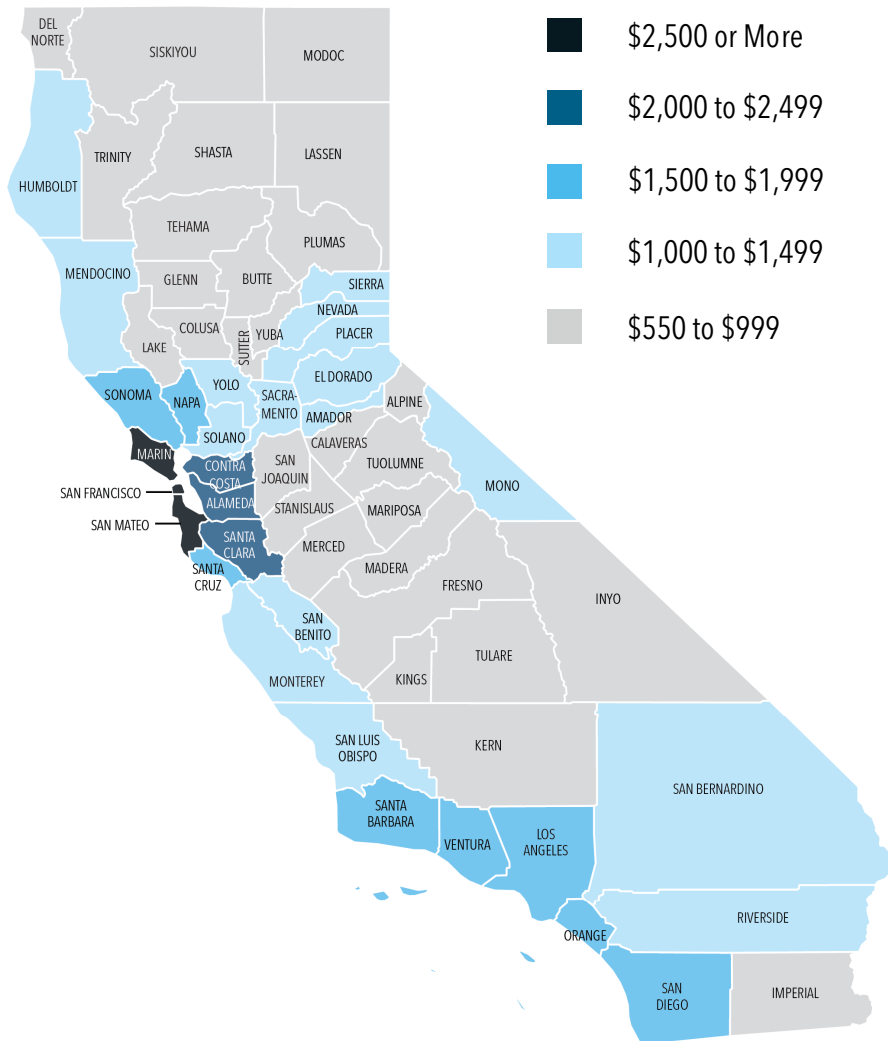 DEL
NORTE
SISKIYOU
MODOC
$2,500 or More
$2,000 to $2,499
$1,500 to $1,999
$1,000 to $1,499
$550 to $999
HUMBOLDT
TRINITY
SHASTA
LASSEN
TEHAMA
PLUMAS
MENDOCINO
GLENN
BUTTE
SIERRA
NEVADA
LAKE
COLUSA
SUTTER
YUBA
PLACER
SONOMA
NAPA
YOLO
SACRA-
MENTO
EL DORADO
ALPINE
AMADOR
SOLANO
CALAVERAS
MARIN
CONTRA
COSTA
SAN
JOAQUIN
TUOLUMNE
SAN FRANCISCO
ALAMEDA
STANISLAUS
MARIPOSA
MONO
SAN MATEO
SANTA
CLARA
MERCED
SANTA
CRUZ
MADERA
FRESNO
INYO
SAN
BENITO
MONTEREY
KINGS
TULARE
SAN LUIS
OBISPO
KERN
SAN BERNARDINO
SANTA
BARBARA
VENTURA
LOS
ANGELES
ORANGE
RIVERSIDE
SAN
DIEGO
IMPERIAL